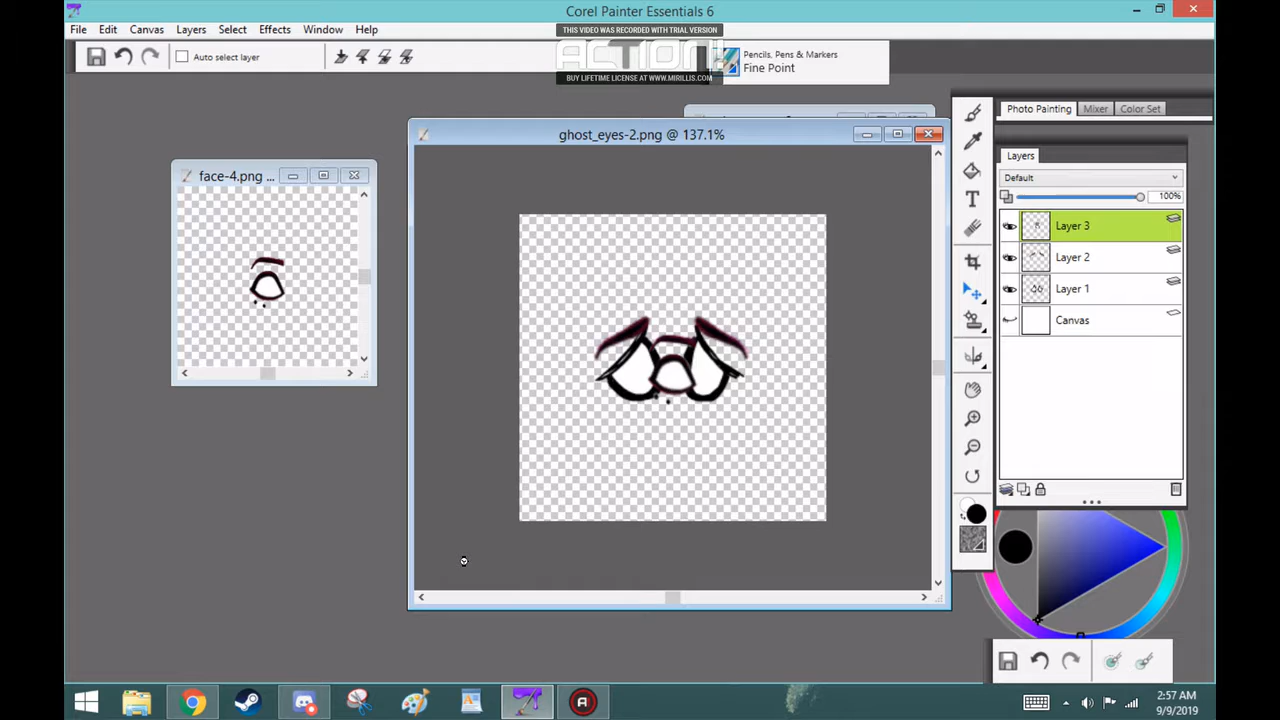 Corel Painter Essentials 6
File Edit Canvas Layers Select Effects Window Help
THIS VIDEO WAS RECORDED WITH TRIAL VERSION
ACTION!
BUY LIFETIME LICENSE AT WWW.MIRILLIS.COM
Auto select layer
Pencils, Pens & Markers
Fine Point
Photo Painting Mixer Color Set
face-4.png ...
ghost_eyes-2.png @ 137.1%
Layers
Default
100%
Layer 3
Layer 2
Layer 1
Canvas
2:57 AM
9/9/2019